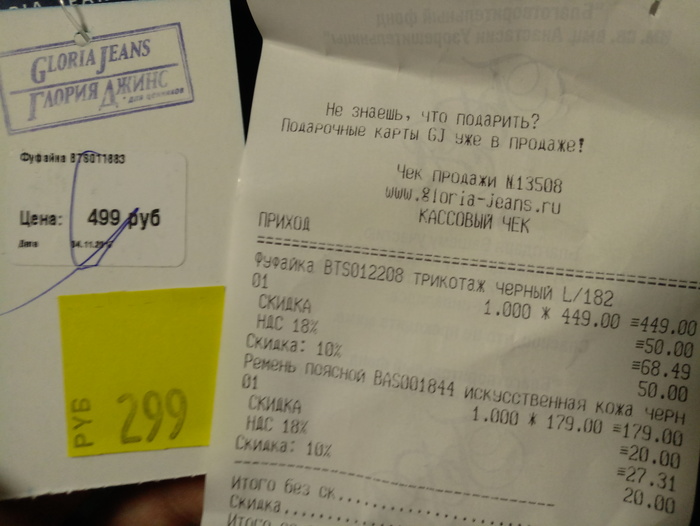 GLORIA JEANS
ГЛОРИЯ ДЖИНС
Фуфайка BTS011883
Цена: 499 руб
Дата
РУБ 299
Не знаешь, что подарить?
Подарочные карты GJ уже в продаже!
Чек продажи №13508
www.gloria-jeans.ru
КАССОВЫЙ ЧЕК
ПРИХОД
Фуфайка BTS012208 трикотаж черный L/182
01
1.000 * 449.00 =449.00
СКИДКА =50.00
НДС 18% =68.49
Скидка: 10% 50.00
Ремень поясной BAS001844 искусственная кожа черн
01
1.000 * 179.00 =179.00
СКИДКА =20.00
НДС 18% =27.31
Скидка: 10% 20.00
Итого без ск.
Скидка